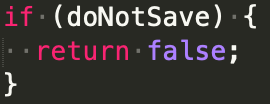 if (doNotSave) {
  return false;
}